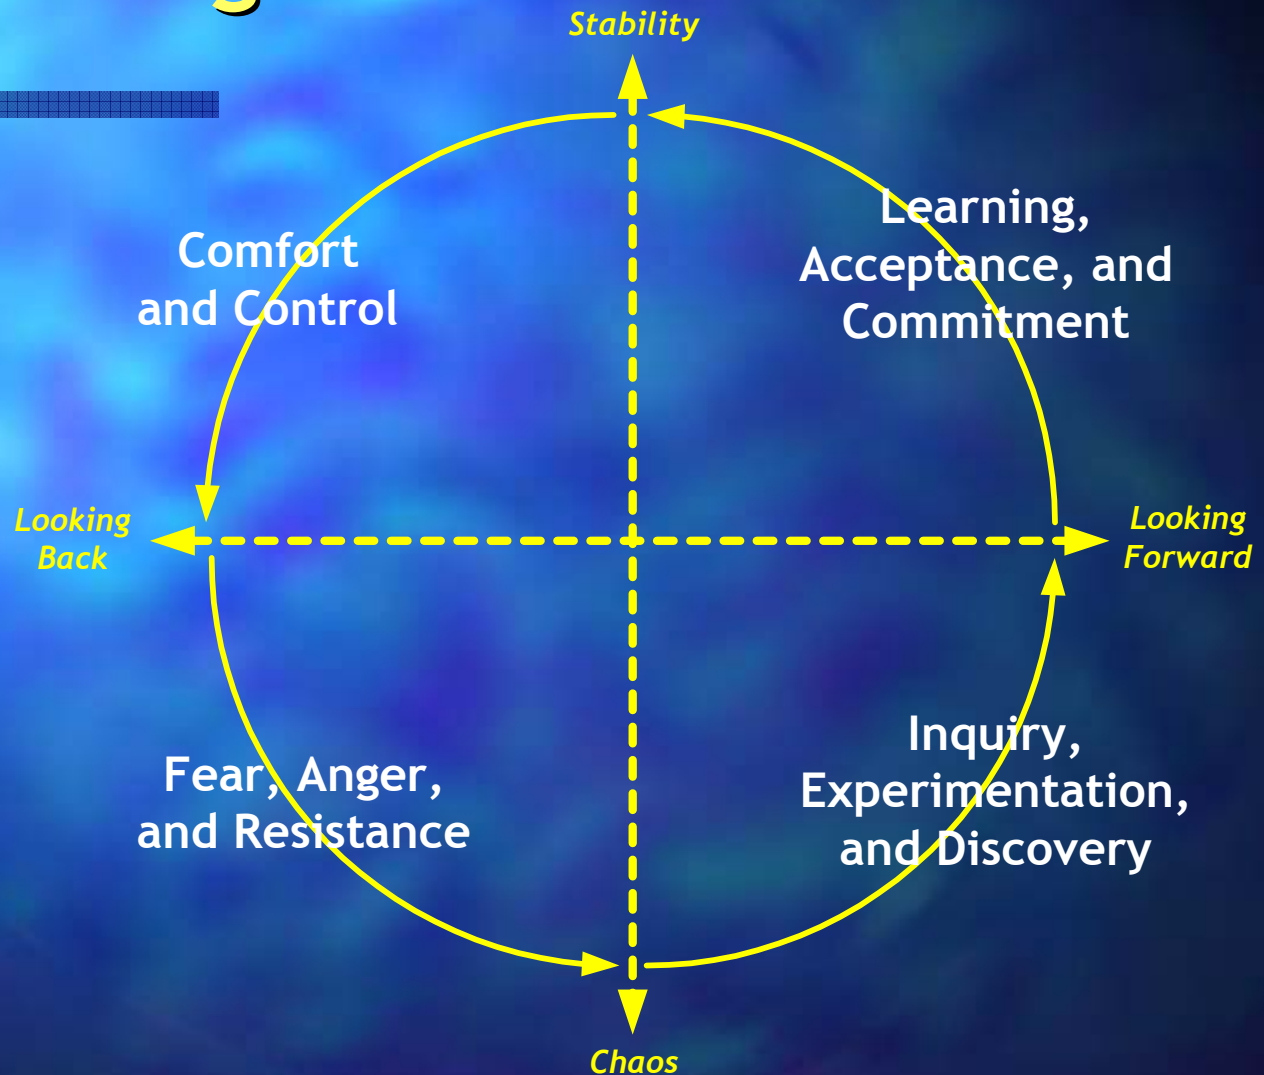 Stability
Comfort
and Control
Learning,
Acceptance, and
Commitment
Looking
Back
Looking
Forward
Fear, Anger,
and Resistance
Inquiry,
Experimentation,
and Discovery
Chaos